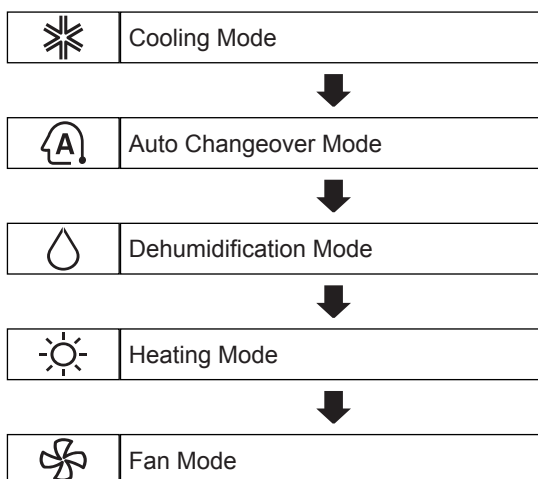 Cooling Mode
A
Auto Changeover Mode
Dehumidification Mode
Heating Mode
Fan Mode